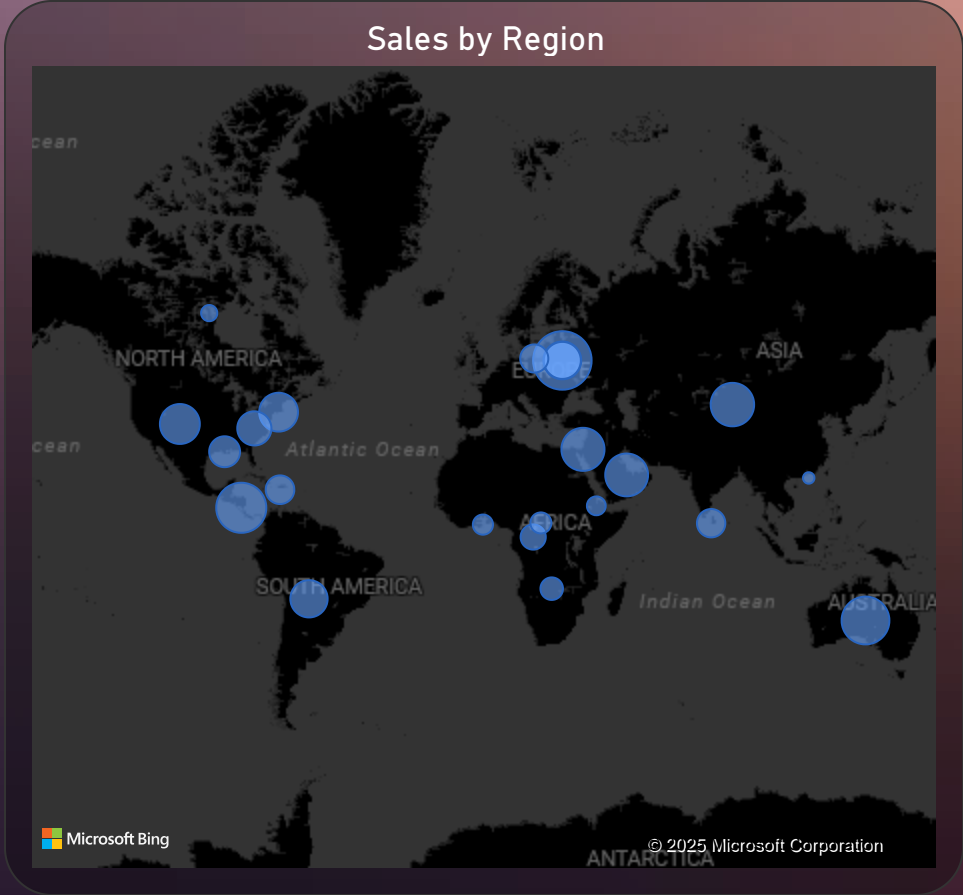 Sales by Region
cean
ASIA
NORTH AMERICA
EUROPE
cean
Atlantic Ocean
AFRICA
SOUTH AMERICA
Indian Ocean
AUSTRALIA
Microsoft Bing
© 2025 Microsoft Corporation
ANTARCTICA